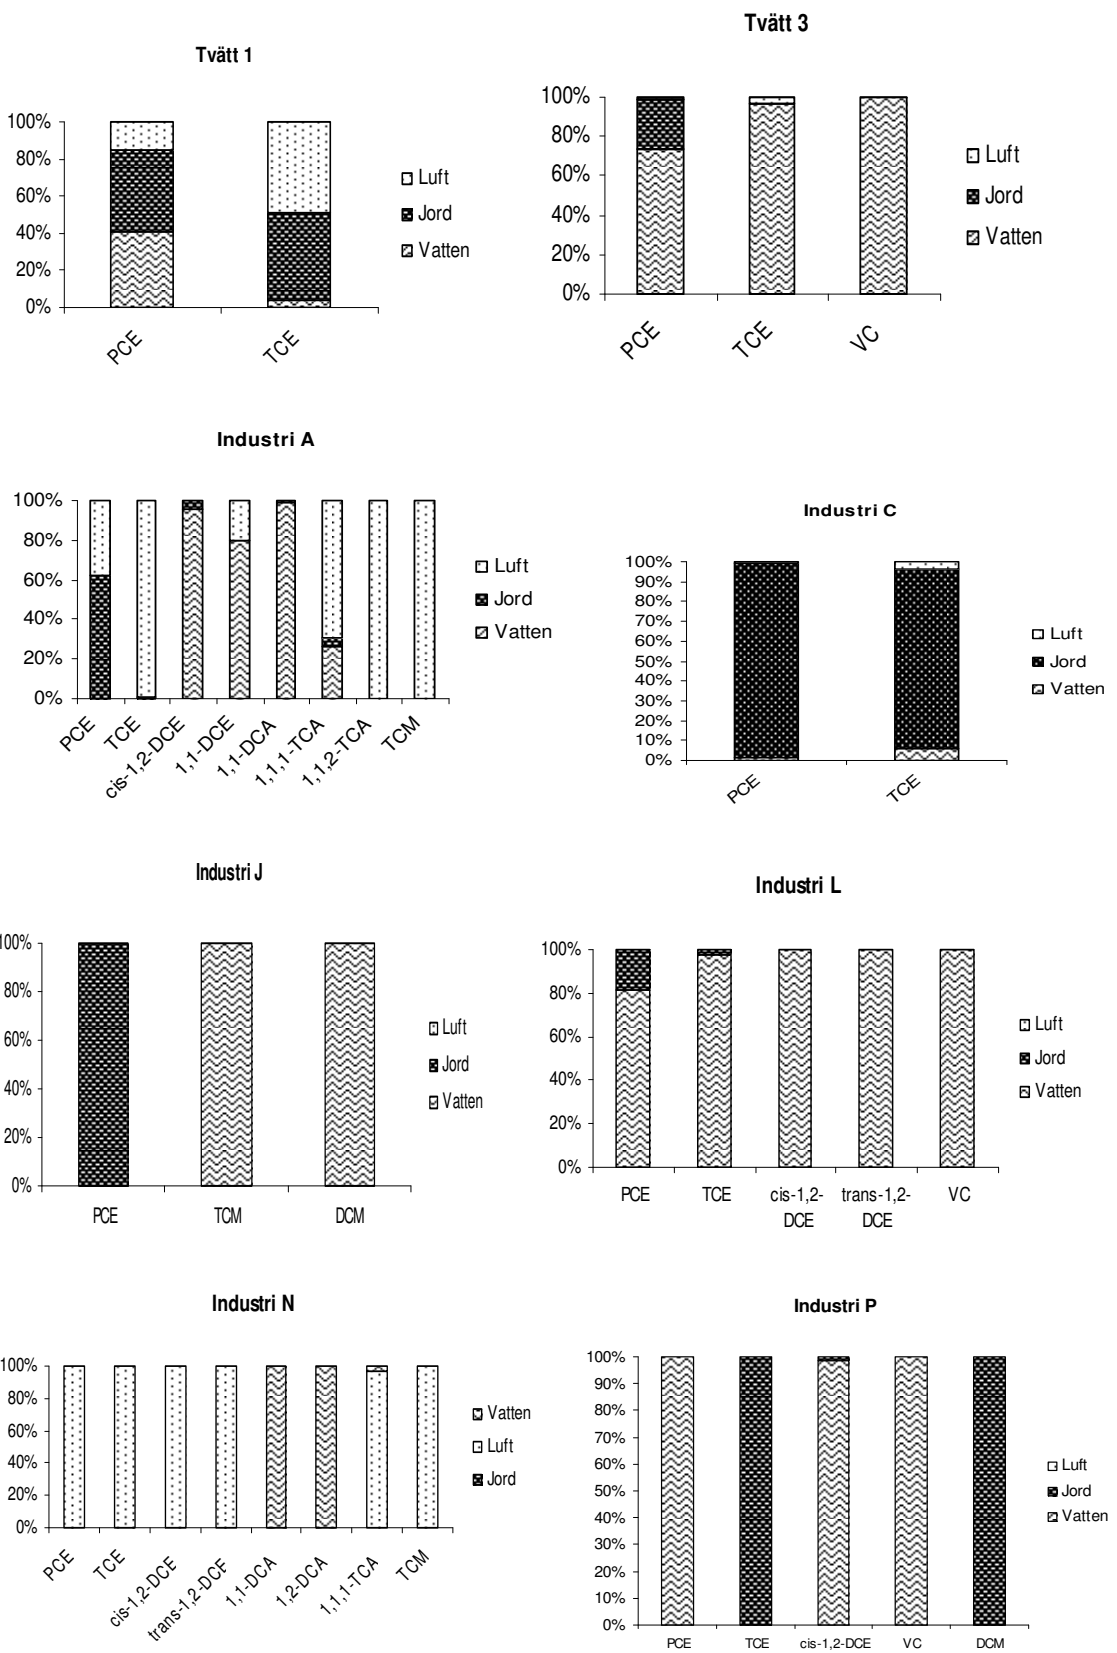 Tvätt 1
100%
80%
60%
40%
20%
0%
PCE
TCE
Luft
Jord
Vatten
Tvätt 3
100%
80%
60%
40%
20%
0%
PCE
TCE
VC
Luft
Jord
Vatten
Industri A
100%
80%
60%
40%
20%
0%
PCE
TCE
cis-1,2-DCE
1,1-DCE
1,1-DCA
1,1,1-TCA
1,1,2-TCA
TCM
Luft
Jord
Vatten
Industri C
100%
90%
80%
70%
60%
50%
40%
30%
20%
10%
0%
PCE
TCE
Luft
Jord
Vatten
Industri J
100%
80%
60%
40%
20%
0%
PCE
TCM
DCM
Luft
Jord
Vatten
Industri L
100%
80%
60%
40%
20%
0%
PCE
TCE
cis-1,2-
DCE
trans-1,2-
DCE
VC
Luft
Jord
Vatten
Industri N
100%
80%
60%
40%
20%
0%
PCE
TCE
cis-1,2-DCE
trans-1,2-DCE
1,1-DCA
1,2-DCA
1,1,1-TCA
TCM
Vatten
Luft
Jord
Industri P
100%
90%
80%
70%
60%
50%
40%
30%
20%
10%
0%
PCE
TCE
cis-1,2-DCE
VC
DCM
Luft
Jord
Vatten